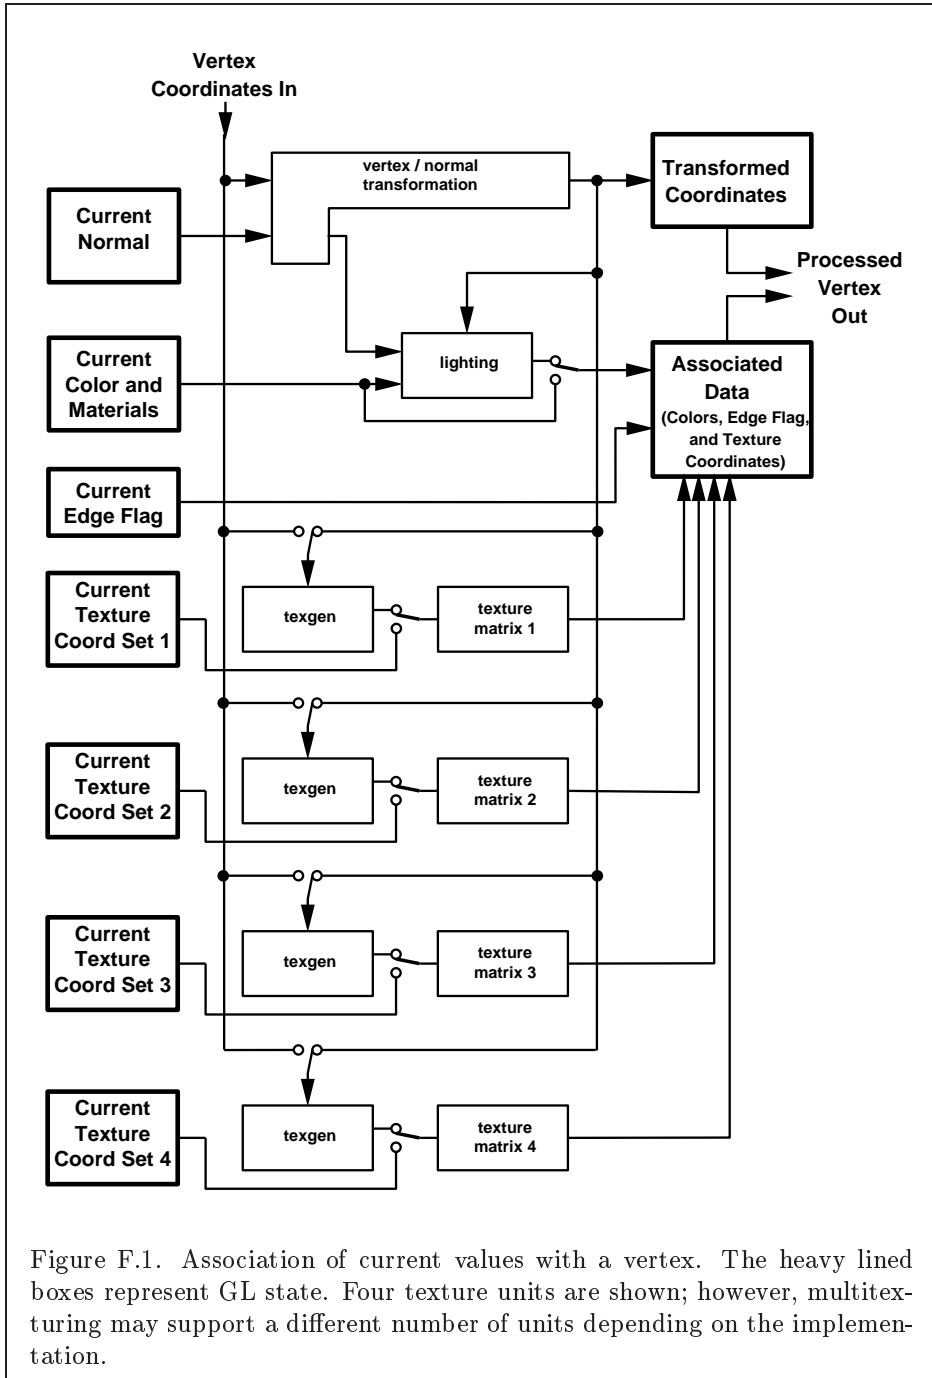 Vertex
Coordinates In
vertex / normal
transformation
Transformed
Coordinates
Current
Normal
Processed
Vertex
Out
Current
Color and
Materials
lighting
Associated
Data
(Colors, Edge Flag,
and Texture
Coordinates)
Current
Edge Flag
Current
Texture
Coord Set 1
texgen
texture
matrix 1
Current
Texture
Coord Set 2
texgen
texture
matrix 2
Current
Texture
Coord Set 3
texgen
texture
matrix 3
Current
Texture
Coord Set 4
texgen
texture
matrix 4
Figure F.1. Association of current values with a vertex. The heavy lined
boxes represent GL state. Four texture units are shown; however, multitex-
turing may support a different number of units depending on the implemen-
tation.